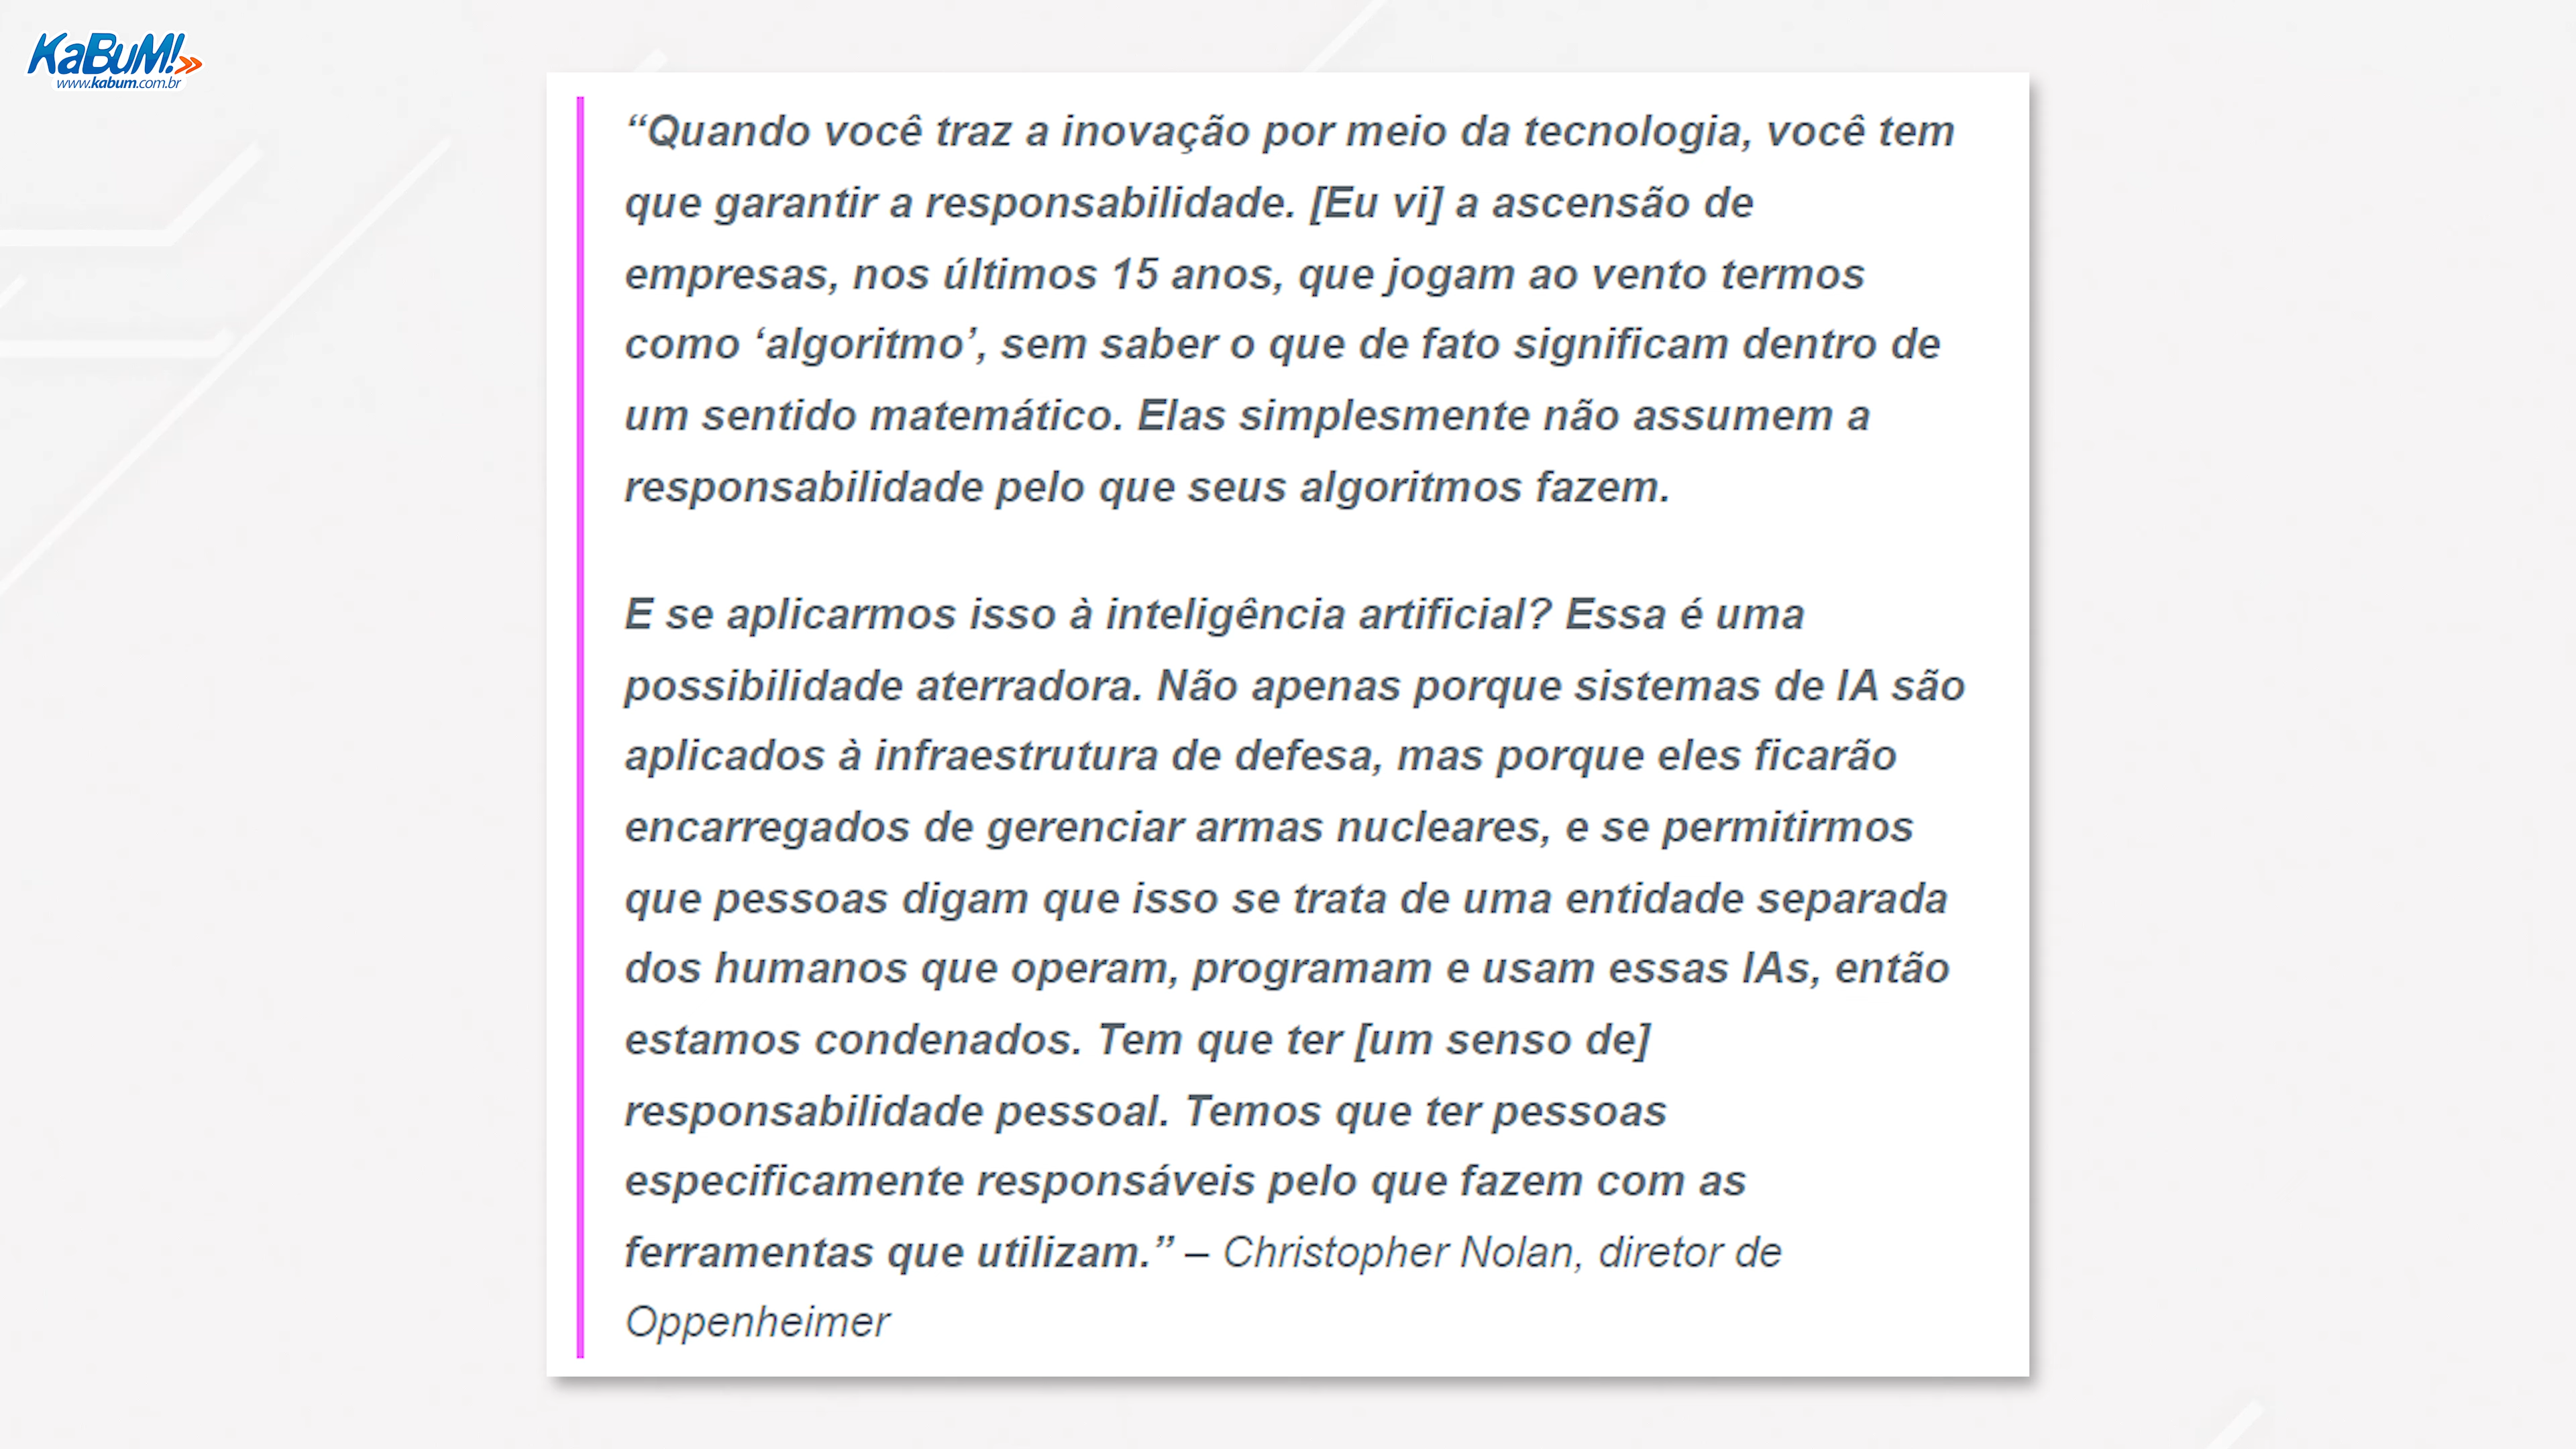 KaBuM!
www.kabum.com.br
“Quando você traz a inovação por meio da tecnologia, você tem
que garantir a responsabilidade. [Eu vi] a ascensão de
empresas, nos últimos 15 anos, que jogam ao vento termos
como ‘algoritmo’, sem saber o que de fato significam dentro de
um sentido matemático. Elas simplesmente não assumem a
responsabilidade pelo que seus algoritmos fazem.
E se aplicarmos isso à inteligência artificial? Essa é uma
possibilidade aterradora. Não apenas porque sistemas de IA são
aplicados à infraestrutura de defesa, mas porque eles ficarão
encarregados de gerenciar armas nucleares, e se permitirmos
que pessoas digam que isso se trata de uma entidade separada
dos humanos que operam, programam e usam essas IAs, então
estamos condenados. Tem que ter [um senso de]
responsabilidade pessoal. Temos que ter pessoas
especificamente responsáveis pelo que fazem com as
ferramentas que utilizam.” – Christopher Nolan, diretor de
Oppenheimer